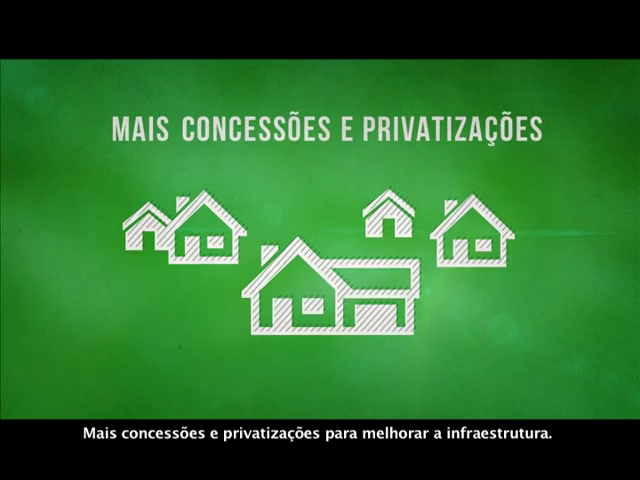 MAIS CONCESSÕES E PRIVATIZAÇÕES
Mais concessões e privatizações para melhorar a infraestrutura.